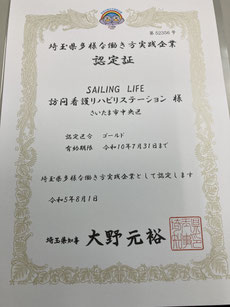 第 52356 号
埼玉県多様な働き方実践企業
認定証
SAILING LIFE
訪問看護リハビリステーション 様
さいたま市中央区
認定区分 ゴールド
有効期限 令和10年7月31日まで
埼玉県多様な働き方実践企業として認定します
令和5年8月1日
埼玉県知事 大野元裕